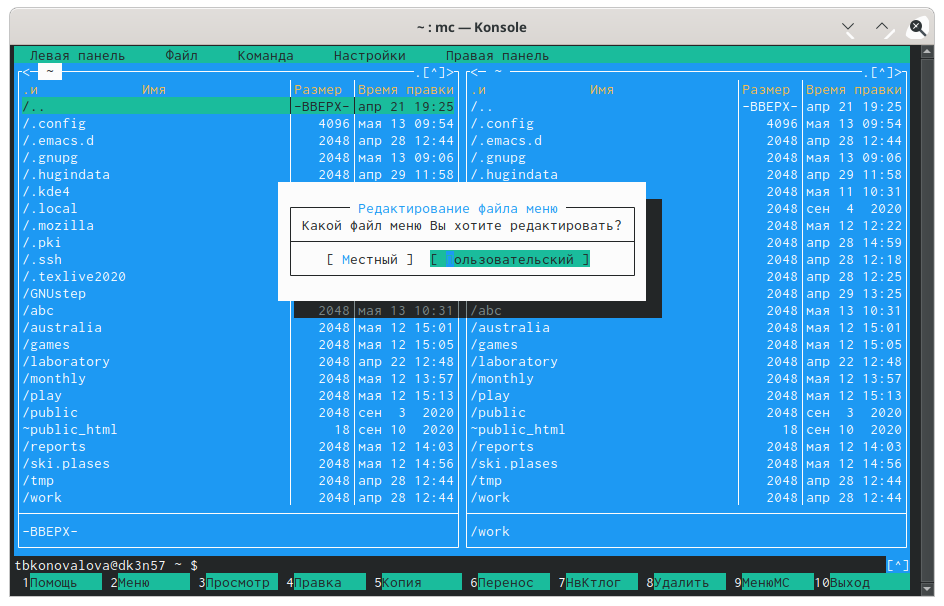 ~ : mc — Konsole
Левая панель Файл Команда Настройки Правая панель
<─ ~ .[^]> <─ ~ .[^]>
.и Имя Размер Время правки .и Имя Размер Время правки
/.. -ВВЕРХ- апр 21 19:25 /.. -ВВЕРХ- апр 21 19:25
/.config 4096 мая 13 09:54 /.config 4096 мая 13 09:54
/.emacs.d 2048 апр 28 12:44 /.emacs.d 2048 апр 28 12:44
/.gnupg 2048 мая 13 09:06 /.gnupg 2048 мая 13 09:06
/.hugindata 2048 апр 29 11:58 /.hugindata 2048 апр 29 11:58
/.kde4 2048 мая 11 10:31
/.local 2048 сен 4 2020
/.mozilla 2048 мая 12 12:22
/.pki 2048 апр 28 14:59
/.ssh 2048 апр 28 12:18
/.texlive2020 2048 апр 28 12:25
/GNUstep 2048 апр 29 13:25
Редактирование файла меню
Какой файл меню Вы хотите редактировать?
[ Местный ] [ Пользовательский ]
/abc 2048 мая 13 10:31 /abc 2048 мая 13 10:31
/australia 2048 мая 12 15:01 /australia 2048 мая 12 15:01
/games 2048 мая 12 15:05 /games 2048 мая 12 15:05
/laboratory 2048 апр 22 12:48 /laboratory 2048 апр 22 12:48
/monthly 2048 мая 12 13:57 /monthly 2048 мая 12 13:57
/play 2048 мая 12 15:13 /play 2048 мая 12 15:13
/public 2048 сен 3 2020 /public 2048 сен 3 2020
~public_html 18 сен 10 2020 ~public_html 18 сен 10 2020
/reports 2048 мая 12 14:03 /reports 2048 мая 12 14:03
/ski.plases 2048 мая 12 14:56 /ski.plases 2048 мая 12 14:56
/tmp 2048 апр 28 12:44 /tmp 2048 апр 28 12:44
/work 2048 апр 28 12:44 /work 2048 апр 28 12:44
-ВВЕРХ- /work
tbkonovalova@dk3n57 ~ $ [^]
1Помощь 2Меню 3Просмотр 4Правка 5Копия 6Перенос 7НвКтлог 8Удалить 9МенюМС 10Выход